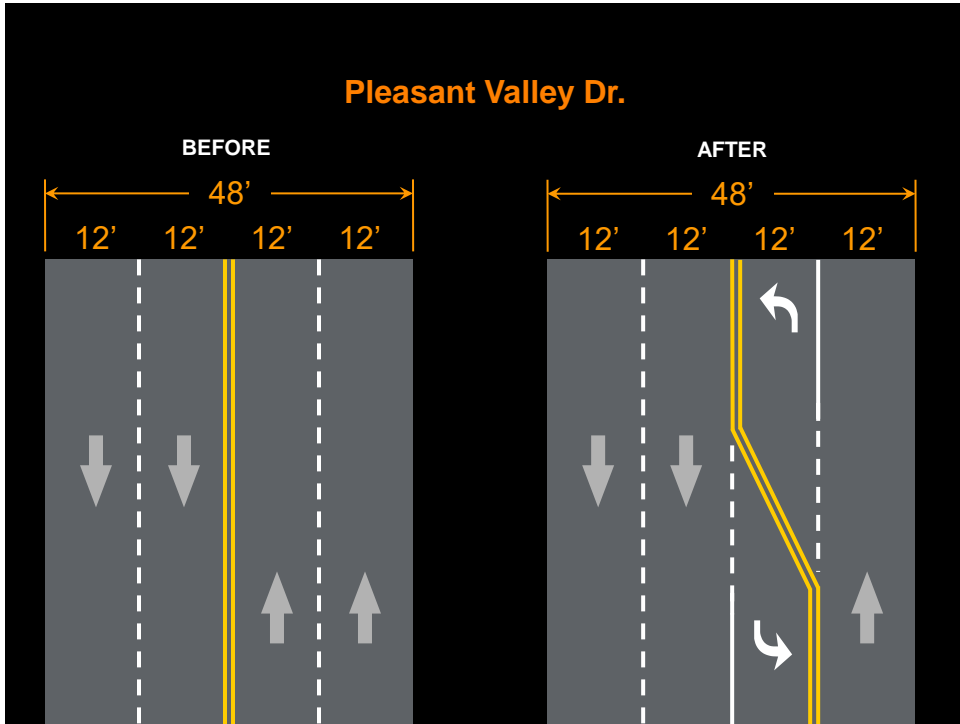 Pleasant Valley Dr.
BEFORE
48’
12’ 12’ 12’ 12’
AFTER
48’
12’ 12’ 12’ 12’